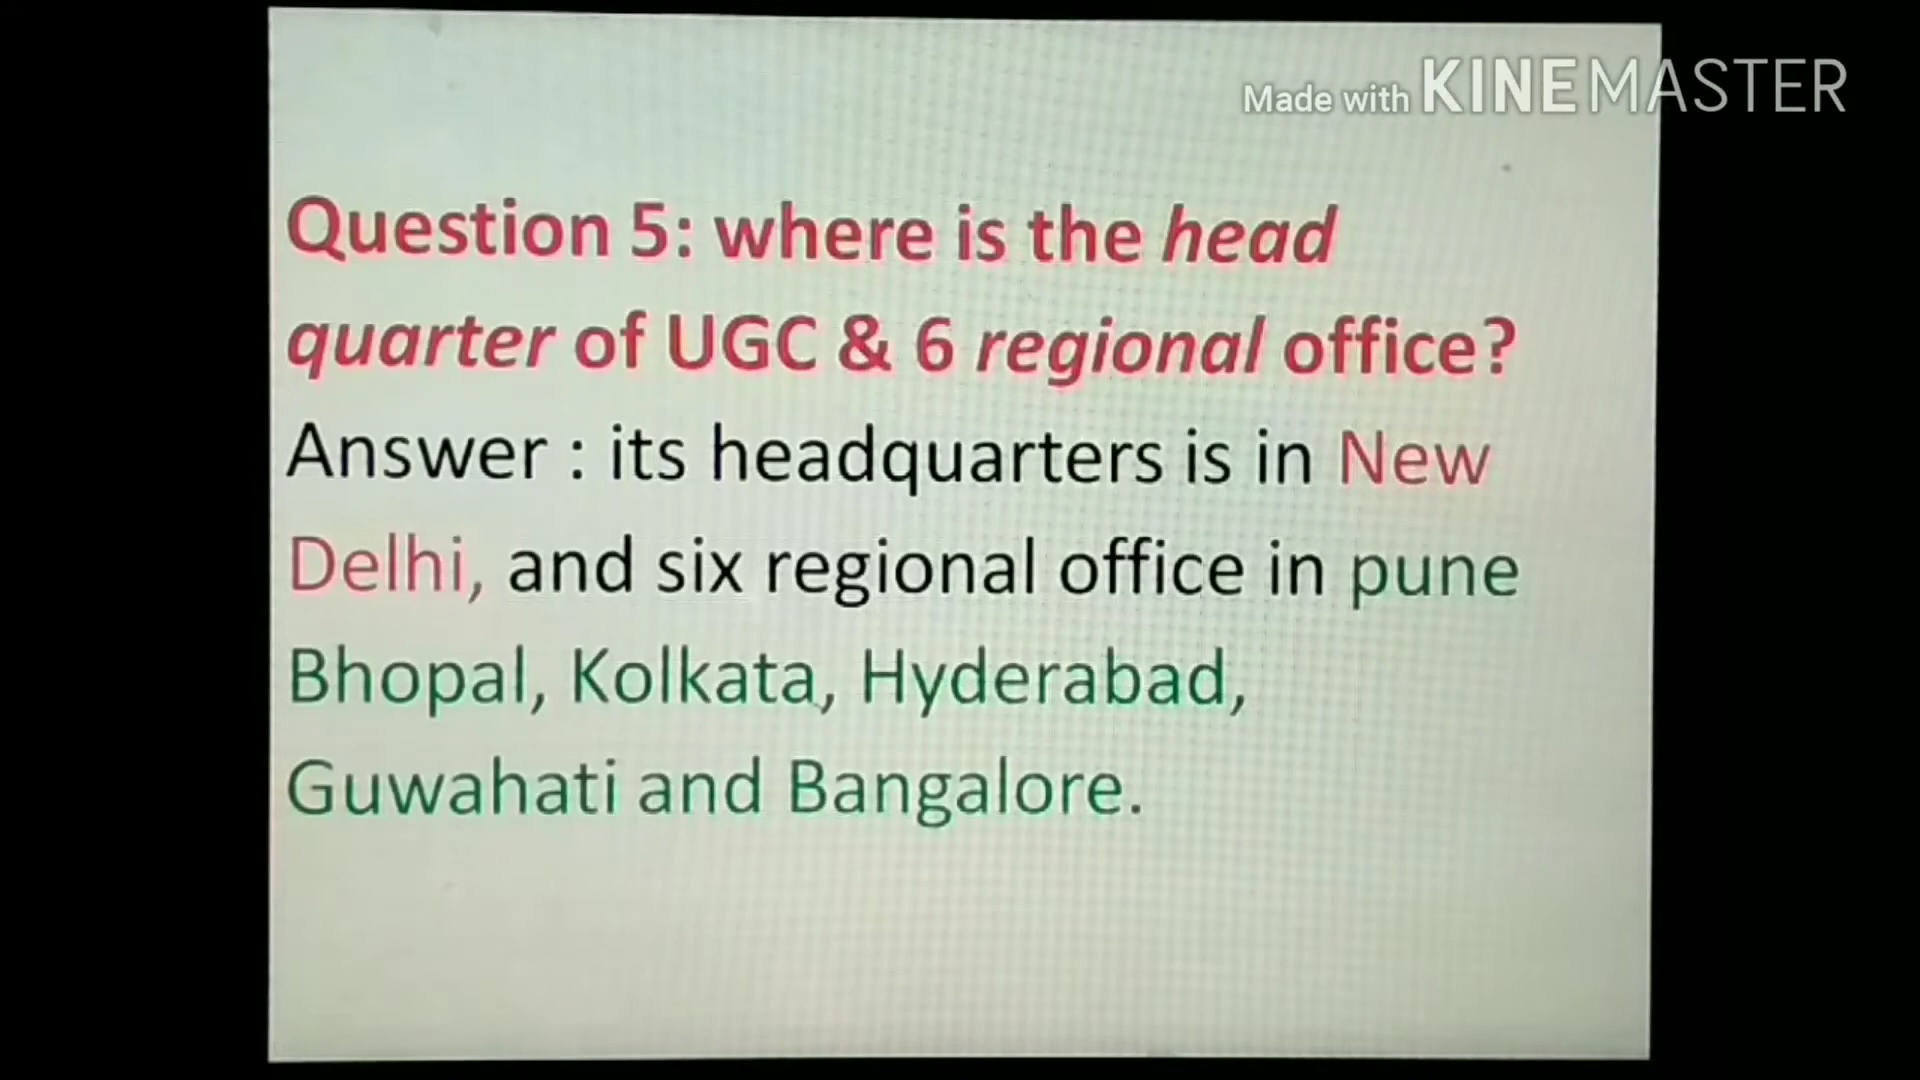 Made with KINEMASTER
Question 5: where is the head
quarter of UGC & 6 regional office?
Answer : its headquarters is in New
Delhi, and six regional office in pune
Bhopal, Kolkata, Hyderabad,
Guwahati and Bangalore.